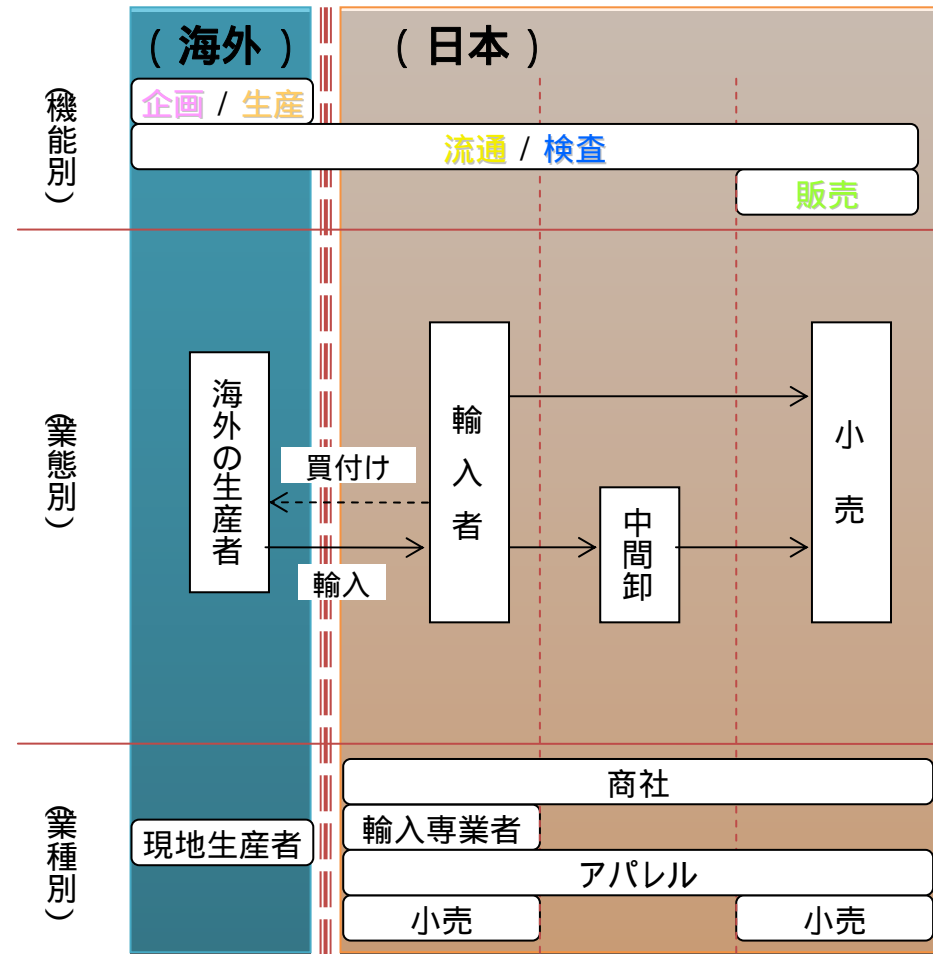 （海外）
（日本）
（機能別）
企画 / 生産
流通 / 検査
販売
（業態別）
海外の生産者
買付け
輸入
輸入者
中間卸
小売
（業種別）
現地生産者
商社
輸入専業者
アパレル
小売
小売